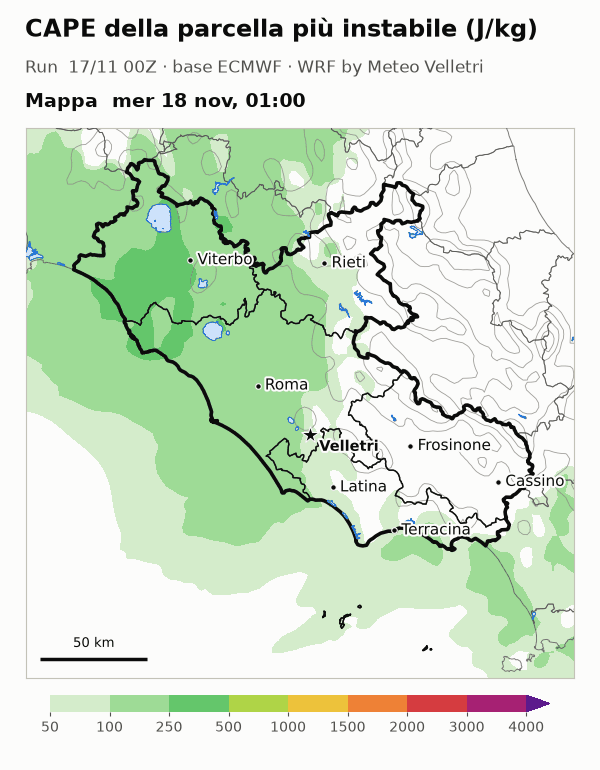 CAPE della parcella più instabile (J/kg)
Run  17/11 00Z · base ECMWF · WRF by Meteo Velletri
Mappa  mer 18 nov, 01:00
Viterbo
Rieti
Roma
Velletri
Frosinone
Latina
Cassino
Terracina
50 km
50 100 250 500 1000 1500 2000 3000 4000